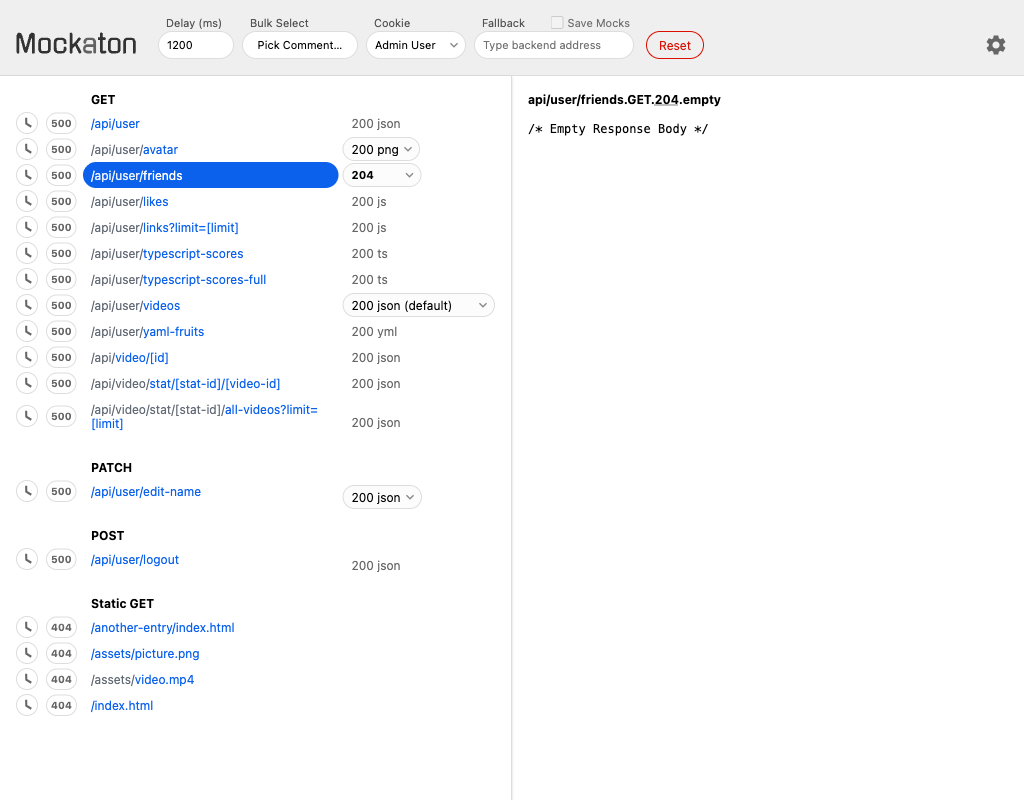 Mockaton
Delay (ms)
1200
Bulk Select
Pick Comment…
Cookie
Admin User
Fallback
Save Mocks
Type backend address
Reset
GET
500 /api/user 200 json
500 /api/user/avatar 200 png
500 /api/user/friends 204
500 /api/user/likes 200 js
500 /api/user/links?limit=[limit] 200 js
500 /api/user/typescript-scores 200 ts
500 /api/user/typescript-scores-full 200 ts
500 /api/user/videos 200 json (default)
500 /api/user/yaml-fruits 200 yml
500 /api/video/[id] 200 json
500 /api/video/stat/[stat-id]/[video-id] 200 json
500 /api/video/stat/[stat-id]/all-videos?limit=
[limit] 200 json
PATCH
500 /api/user/edit-name 200 json
POST
500 /api/user/logout 200 json
Static GET
404 /another-entry/index.html
404 /assets/picture.png
404 /assets/video.mp4
404 /index.html
api/user/friends.GET.204.empty
/* Empty Response Body */